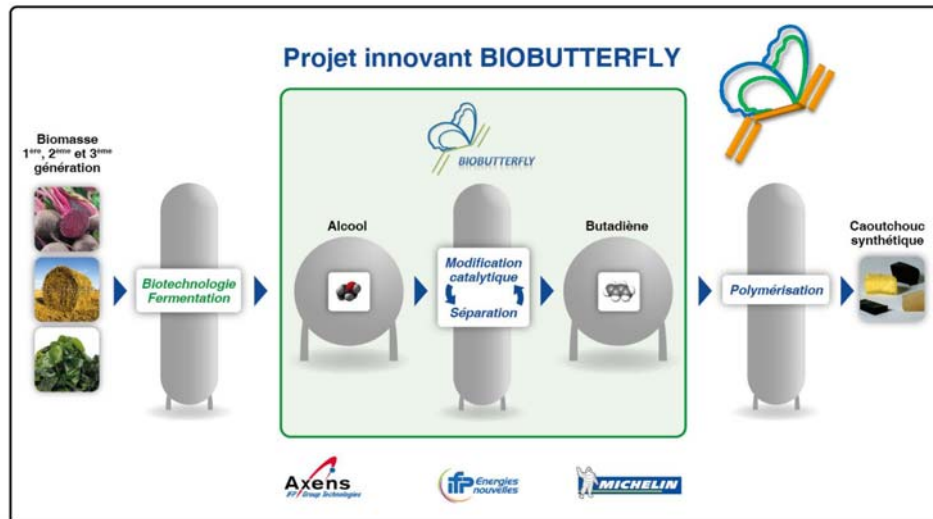 Projet innovant BIOBUTTERFLY
Biomasse
1ère, 2ème et 3ème
génération
BIOBUTTERFLY
Alcool
Butadiène
Caoutchouc
synthétique
Biotechnologie
Fermentation
Modification
catalytique
Séparation
Polymérisation
Axens
IFP Group Technologies
ifp Energies
nouvelles
MICHELIN